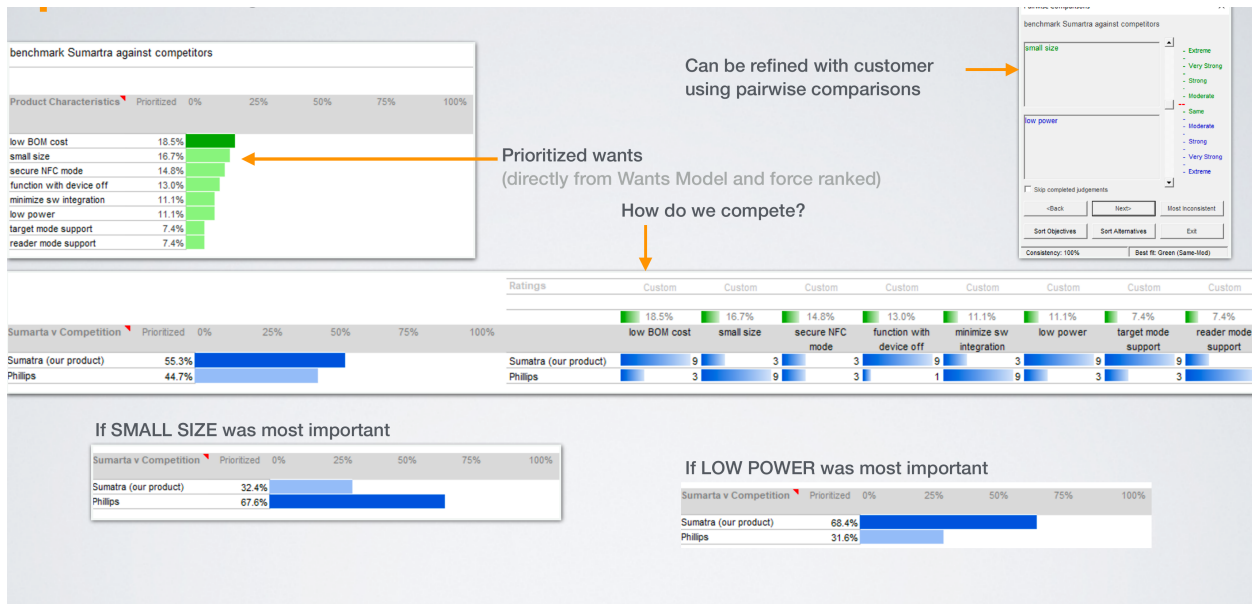 benchmark Sumartra against competitors
Product Characteristics Prioritized 0% 25% 50% 75% 100%
low BOM cost 18.5%
small size 16.7%
secure NFC mode 14.8%
function with device off 13.0%
minimize sw integration 11.1%
low power 11.1%
target mode support 7.4%
reader mode support 7.4%
Prioritized wants
(directly from Wants Model and force ranked)
How do we compete?
Can be refined with customer
using pairwise comparisons
benchmark Sumartra against competitors
small size
low power
- Extreme
- Very Strong
- Strong
- Moderate
- Same
- Moderate
- Strong
- Very Strong
- Extreme
Skip completed judgements
<Back Next> Most Inconsistent
Sort Objectives Sort Alternatives Exit
Consistency: 100% Best fit: Green (Same-Mod)
Ratings Custom Custom Custom Custom Custom Custom Custom Custom
18.5% 16.7% 14.8% 13.0% 11.1% 11.1% 7.4% 7.4%
Sumarta v Competition Prioritized 0% 25% 50% 75% 100%
low BOM cost small size secure NFC function with minimize sw low power target mode reader mode
mode device off integration support support
Sumatra (our product) 55.3%
Phillips 44.7%
Sumatra (our product) 9 3 3 9 3 9 9 3
Phillips 3 9 3 1 9 3 3
If SMALL SIZE was most important
Sumarta v Competition Prioritized 0% 25% 50% 75% 100%
Sumatra (our product) 32.4%
Phillips 67.6%
If LOW POWER was most important
Sumarta v Competition Prioritized 0% 25% 50% 75% 100%
Sumatra (our product) 68.4%
Phillips 31.6%